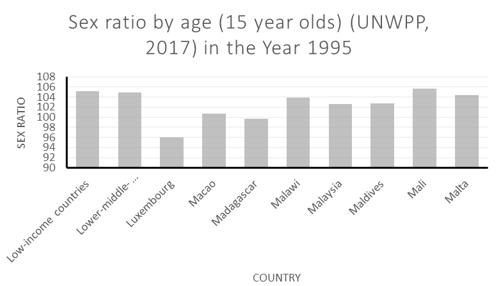 Sex ratio by age (15 year olds) (UNWPP,
2017) in the Year 1995
108
106
104
102
100
98
96
94
92
90
SEX RATIO
Low-income countries
Lower-middle-...
Luxembourg
Macao
Madagascar
Malawi
Malaysia
Maldives
Mali
Malta
COUNTRY